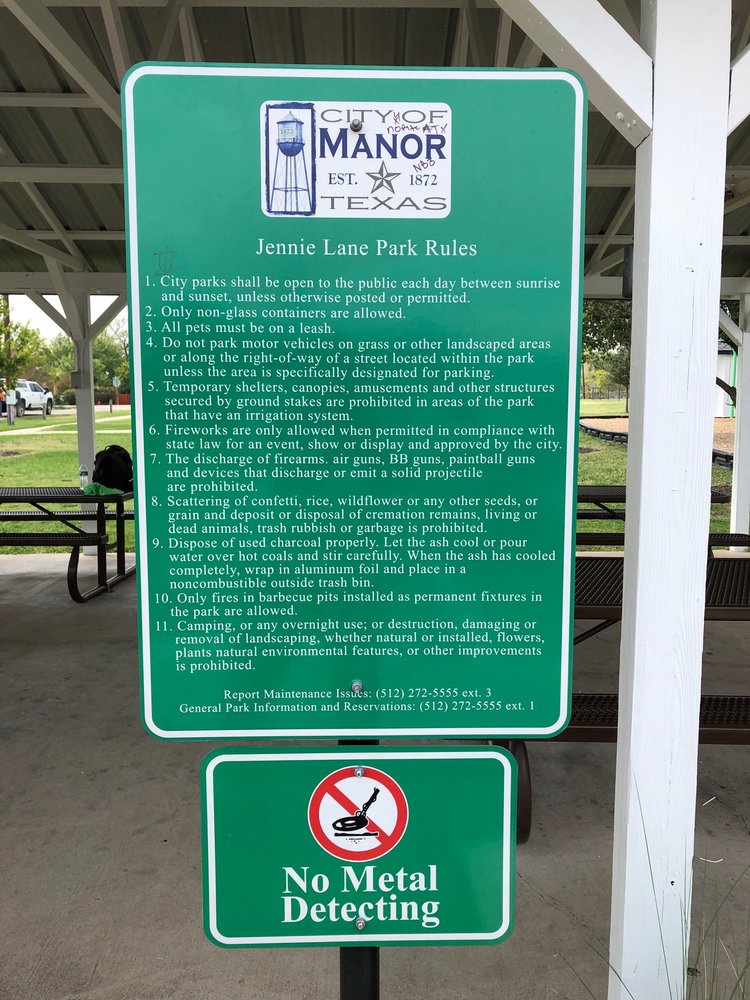 CITY OF
North ATX
MANOR
EST. 1872
TEXAS
1872
Jennie Lane Park Rules
1. City parks shall be open to the public each day between sunrise
and sunset, unless otherwise posted or permitted.
2. Only non-glass containers are allowed.
3. All pets must be on a leash.
4. Do not park motor vehicles on grass or other landscaped areas
or along the right-of-way of a street located within the park
unless the area is specifically designated for parking.
5. Temporary shelters, canopies, amusements and other structures
secured by ground stakes are prohibited in areas of the park
that have an irrigation system.
6. Fireworks are only allowed when permitted in compliance with
state law for an event, show or display and approved by the city.
7. The discharge of firearms. air guns, BB guns, paintball guns
and devices that discharge or emit a solid projectile
are prohibited.
8. Scattering of confetti, rice, wildflower or any other seeds, or
grain and deposit or disposal of cremation remains, living or
dead animals, trash rubbish or garbage is prohibited.
9. Dispose of used charcoal properly. Let the ash cool or pour
water over hot coals and stir carefully. When the ash has cooled
completely, wrap in aluminum foil and place in a
noncombustible outside trash bin.
10. Only fires in barbecue pits installed as permanent fixtures in
the park are allowed.
11. Camping, or any overnight use; or destruction, damaging or
removal of landscaping, whether natural or installed, flowers,
plants natural environmental features, or other improvements
is prohibited.
Report Maintenance Issues: (512) 272-5555 ext. 3
General Park Information and Reservations: (512) 272-5555 ext. 1
No Metal
Detecting